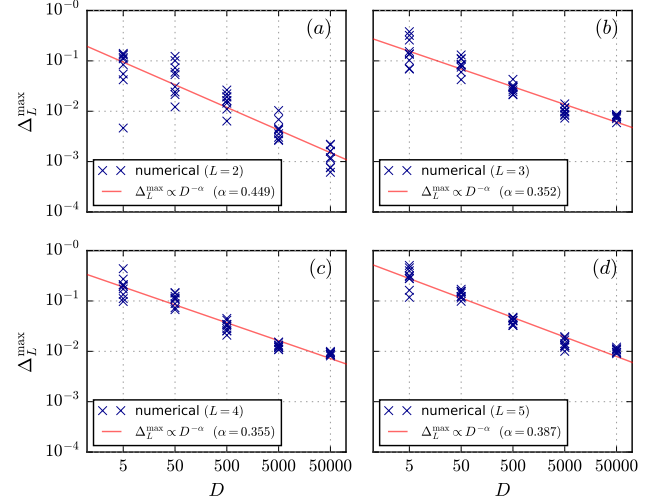 10⁻⁰ (a) (b)
10⁻¹
Δ_L^max 10⁻²
10⁻³
numerical (L = 2) numerical (L = 3)
Δ_L^max ∝ D^−α (α = 0.449) Δ_L^max ∝ D^−α (α = 0.352)
10⁻⁴
10⁻⁰ (c) (d)
10⁻¹
Δ_L^max 10⁻²
10⁻³
numerical (L = 4) numerical (L = 5)
Δ_L^max ∝ D^−α (α = 0.355) Δ_L^max ∝ D^−α (α = 0.387)
10⁻⁴
5 50 500 5000 50000 5 50 500 5000 50000
D D